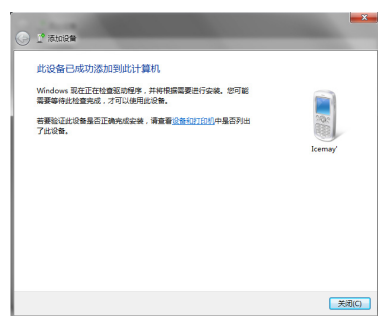 添加设备
此设备已成功添加到此计算机
Windows 现在正在检查驱动程序，并将根据需要进行安装。您可能
需要等待此检查完成，才可以使用此设备。
若要验证此设备是否正确完成安装，请查看设备和打印机中是否列出
了此设备。
Icemay'
关闭(C)